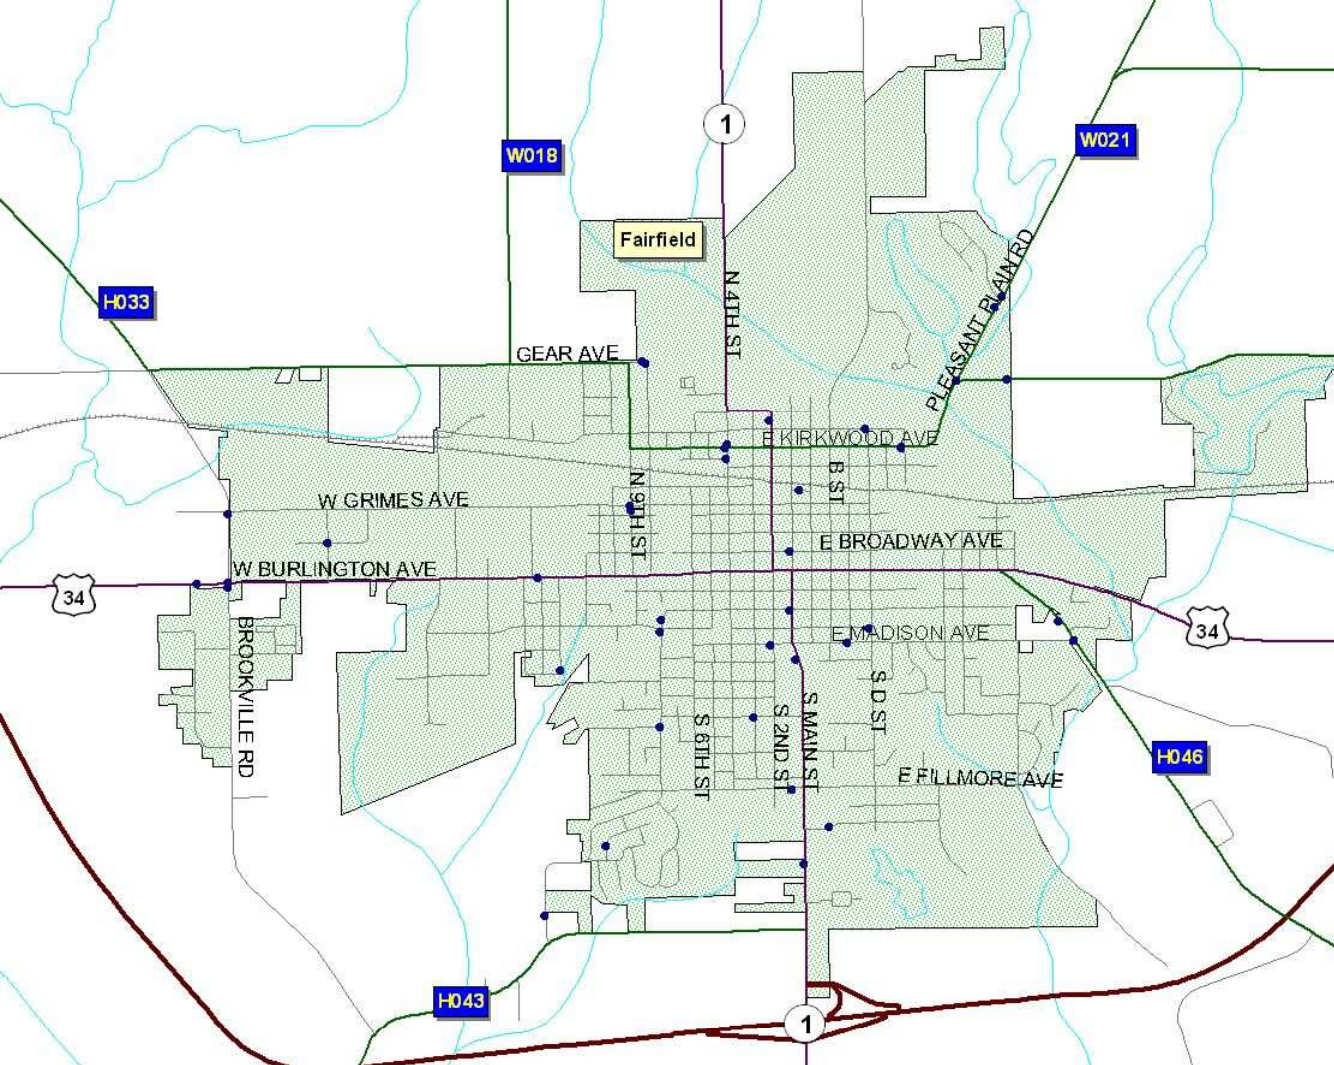 1
W021
W018
Fairfield
PLEASANT PLAIN RD
H033
N 4TH ST
GEAR AVE
E KIRKWOOD AVE
B ST
N 9TH ST
W GRIMES AVE
E BROADWAY AVE
W BURLINGTON AVE
34
34
E MADISON AVE
BROOKVILLE RD
S D ST
S 6TH ST
S 2ND ST
S MAIN ST
H046
E FILLMORE AVE
H043
1